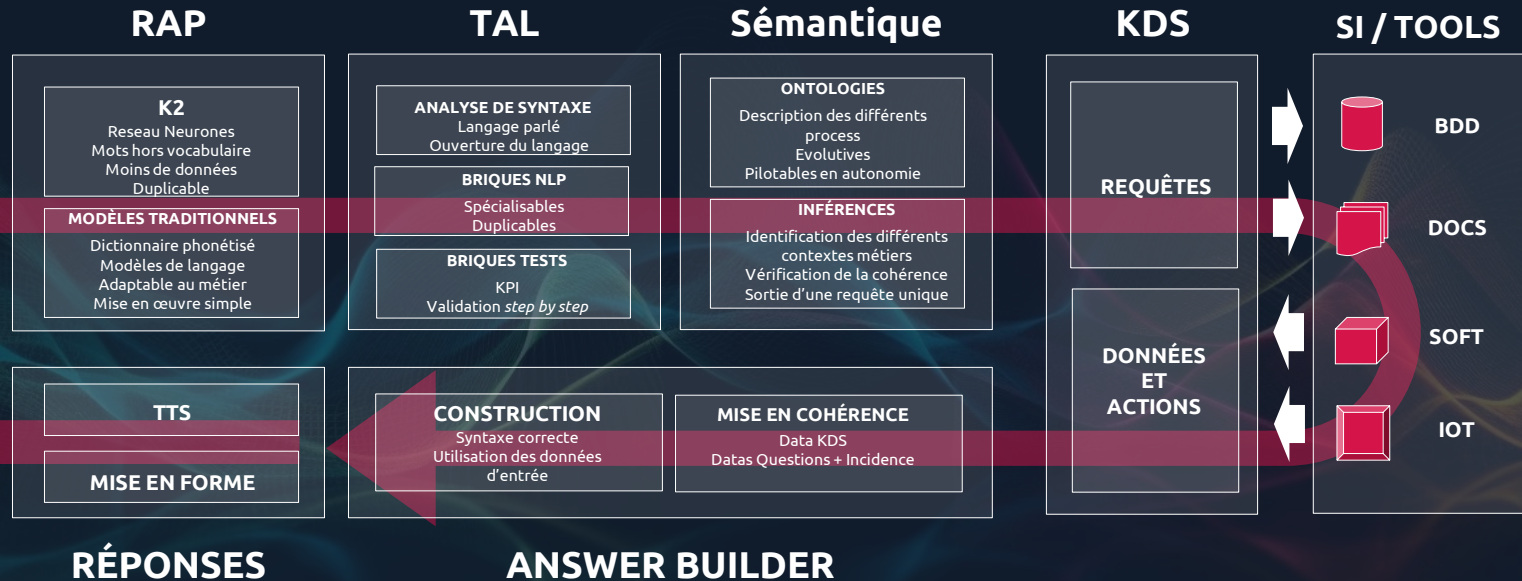 RAP
TAL
Sémantique
KDS
SI / TOOLS
K2
Reseau Neurones
Mots hors vocabulaire
Moins de données
Duplicable
MODÈLES TRADITIONNELS
Dictionnaire phonétisé
Modèles de langage
Adaptable au métier
Mise en œuvre simple
ANALYSE DE SYNTAXE
Langage parlé
Ouverture du langage
BRIQUES NLP
Spécialisables
Duplicables
BRIQUES TESTS
KPI
Validation step by step
ONTOLOGIES
Description des différents
process
Evolutives
Pilotables en autonomie
INFÉRENCES
Identification des différents
contextes métiers
Vérification de la cohérence
Sortie d'une requête unique
REQUÊTES
DONNÉES
ET
ACTIONS
BDD
DOCS
SOFT
IOT
TTS
MISE EN FORME
CONSTRUCTION
Syntaxe correcte
Utilisation des données
d'entrée
MISE EN COHÉRENCE
Data KDS
Datas Questions + Incidence
RÉPONSES
ANSWER BUILDER